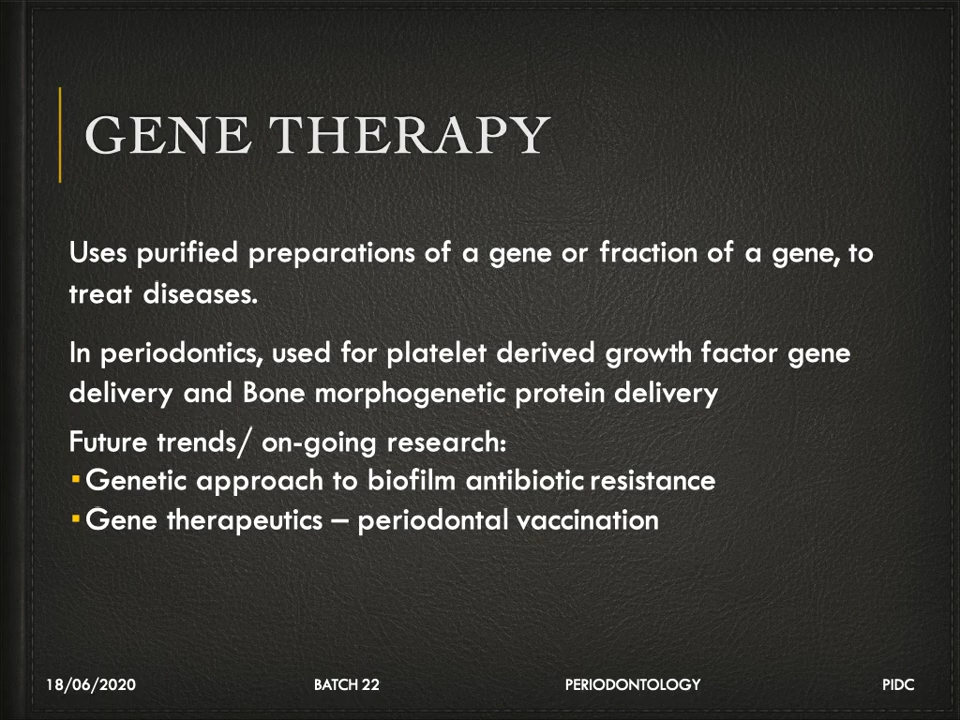 GENE THERAPY
Uses purified preparations of a gene or fraction of a gene, to
treat diseases.
In periodontics, used for platelet derived growth factor gene
delivery and Bone morphogenetic protein delivery
Future trends/ on-going research:
▪ Genetic approach to biofilm antibiotic resistance
▪ Gene therapeutics – periodontal vaccination
18/06/2020 BATCH 22 PERIODONTOLOGY PIDC